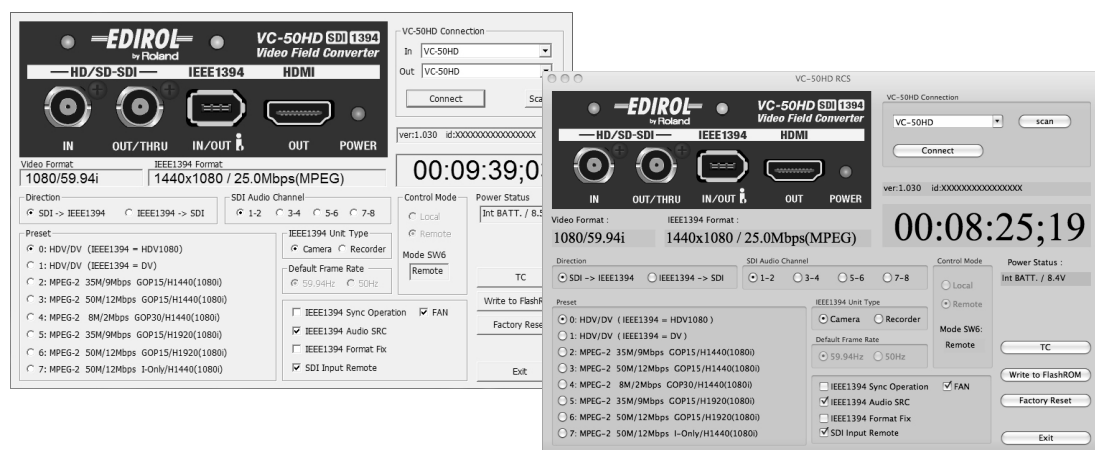 EDIROL
by Roland
VC-50HD SDI 1394
Video Field Converter
HD/SD-SDI IEEE1394 HDMI
IN OUT/THRU IN/OUT OUT POWER
Video Format IEEE1394 Format
1080/59.94i 1440x1080 / 25.0Mbps(MPEG)
Direction
SDI -> IEEE1394 IEEE1394 -> SDI
SDI Audio Channel
1-2 3-4 5-6 7-8
Preset
0: HDV/DV (IEEE1394 = HDV1080)
1: HDV/DV (IEEE1394 = DV)
2: MPEG-2 35M/9Mbps GOP15/H1440(1080i)
3: MPEG-2 50M/12Mbps GOP15/H1440(1080i)
4: MPEG-2 8M/2Mbps GOP30/H1440(1080i)
5: MPEG-2 35M/9Mbps GOP15/H1920(1080i)
6: MPEG-2 50M/12Mbps GOP15/H1920(1080i)
7: MPEG-2 50M/12Mbps I-Only/H1440(1080i)
IEEE1394 Unit Type
Camera Recorder
Default Frame Rate
59.94Hz 50Hz
IEEE1394 Sync Operation FAN
IEEE1394 Audio SRC
IEEE1394 Format Fix
SDI Input Remote
VC-50HD Connection
In VC-50HD
Out VC-50HD
Connect
ver:1.030 id:XXXXXXXXXXXXXXXX
00:09:39;0
Control Mode
Local
Remote
Mode SW6
Remote
Power Status
Int BATT. /
TC
Write to
Factory
Exit
VC-50HD RCS
EDIROL
by Roland
VC-50HD SDI 1394
Video Field Converter
HD/SD-SDI IEEE1394 HDMI
IN OUT/THRU IN/OUT OUT POWER
Video Format : IEEE1394 Format :
1080/59.94i 1440x1080 / 25.0Mbps(MPEG)
Direction
SDI -> IEEE1394 IEEE1394 -> SDI
SDI Audio Channel
1-2 3-4 5-6 7-8
Preset
0: HDV/DV (IEEE1394 = HDV1080 )
1: HDV/DV (IEEE1394 = DV )
2: MPEG-2 35M/9Mbps GOP15/H1440(1080i)
3: MPEG-2 50M/12Mbps GOP15/H1440(1080i)
4: MPEG-2 8M/2Mbps GOP30/H1440(1080i)
5: MPEG-2 35M/9Mbps GOP15/H1920(1080i)
6: MPEG-2 50M/12Mbps GOP15/H1920(1080i)
7: MPEG-2 50M/12Mbps I-Only/H1440(1080i)
IEEE1394 Unit Type
Camera Recorder
Default Frame Rate
59.94Hz 50Hz
IEEE1394 Sync Operation FAN
IEEE1394 Audio SRC
IEEE1394 Format Fix
SDI Input Remote
VC-50HD Connection
VC-50HD scan
Connect
ver:1.030 id:XXXXXXXXXXXXXXXX
00:08:25;19
Control Mode
Local
Remote
Mode SW6:
Remote
Power Status :
Int BATT. / 8.4V
TC
Write to FlashROM
Factory Reset
Exit